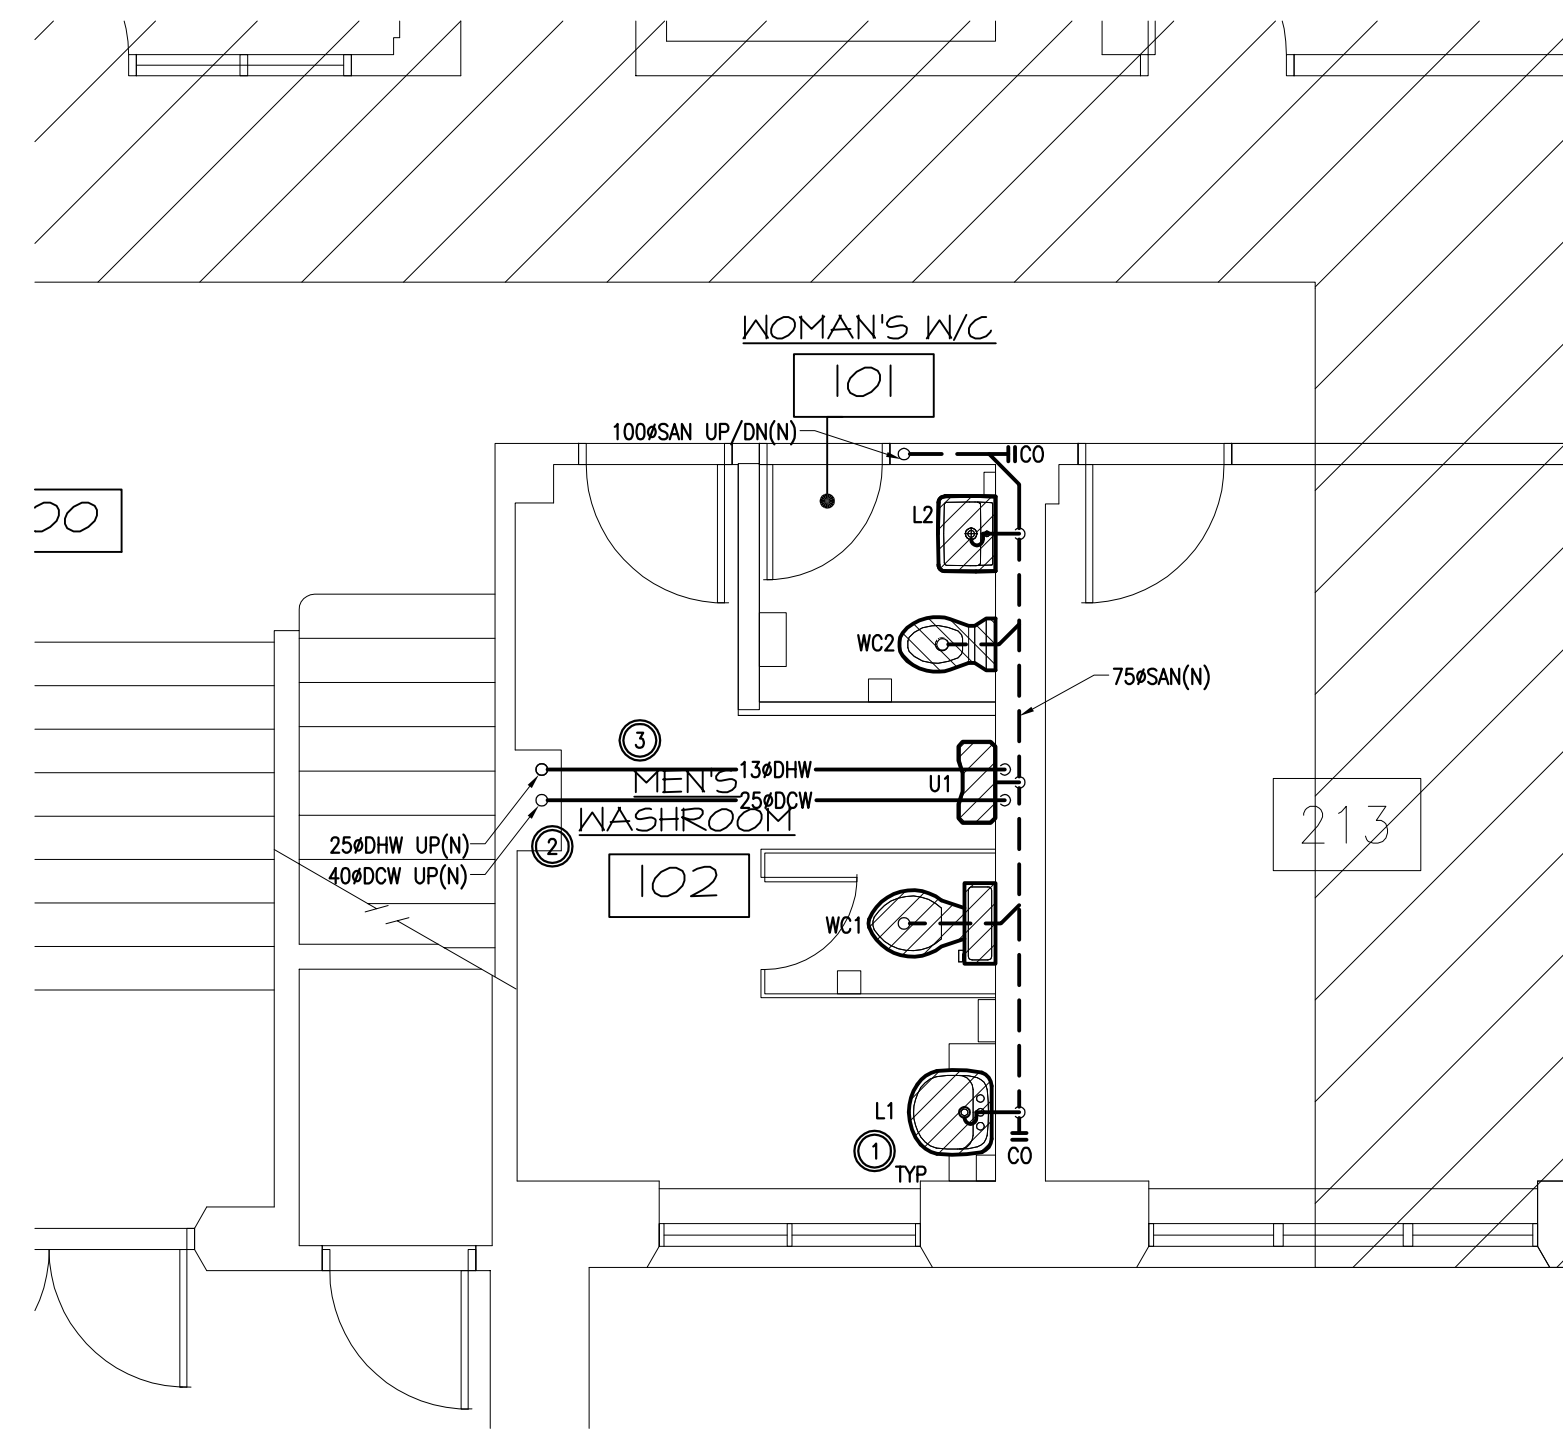 WOMAN'S W/C
101
100øSAN UP/DN(N)
CO
00
L2
WC2
75øSAN(N)
3
13øDHW
MEN'S
U1
25øDCW
WASHROOM
213
25øDHW UP(N)
2
40øDCW UP(N)
102
WC1
L1
1
TYP
CO